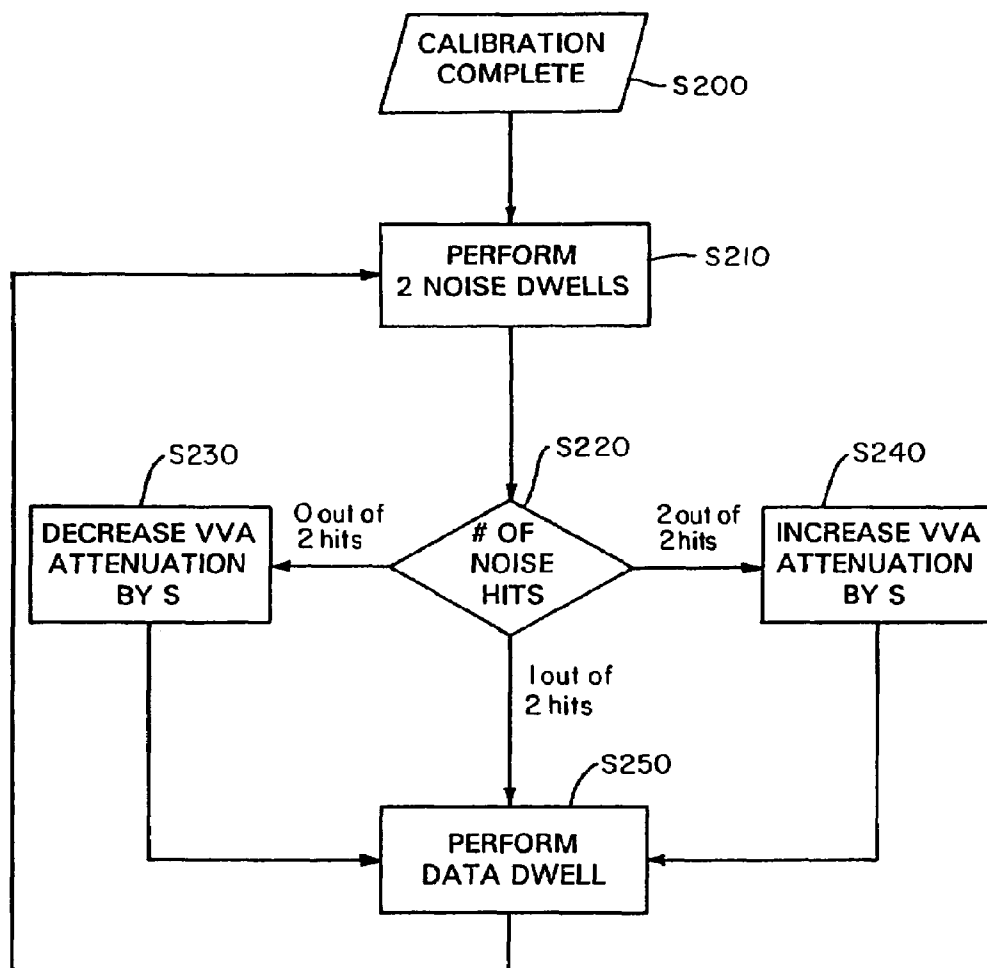 CALIBRATION
COMPLETE
S200
PERFORM
2 NOISE DWELLS
S210
S220
S230
S240
DECREASE VVA
ATTENUATION
BY S
0 out of
2 hits
# OF
NOISE
HITS
2 out of
2 hits
INCREASE VVA
ATTENUATION
BY S
1 out of
2 hits
S250
PERFORM
DATA DWELL